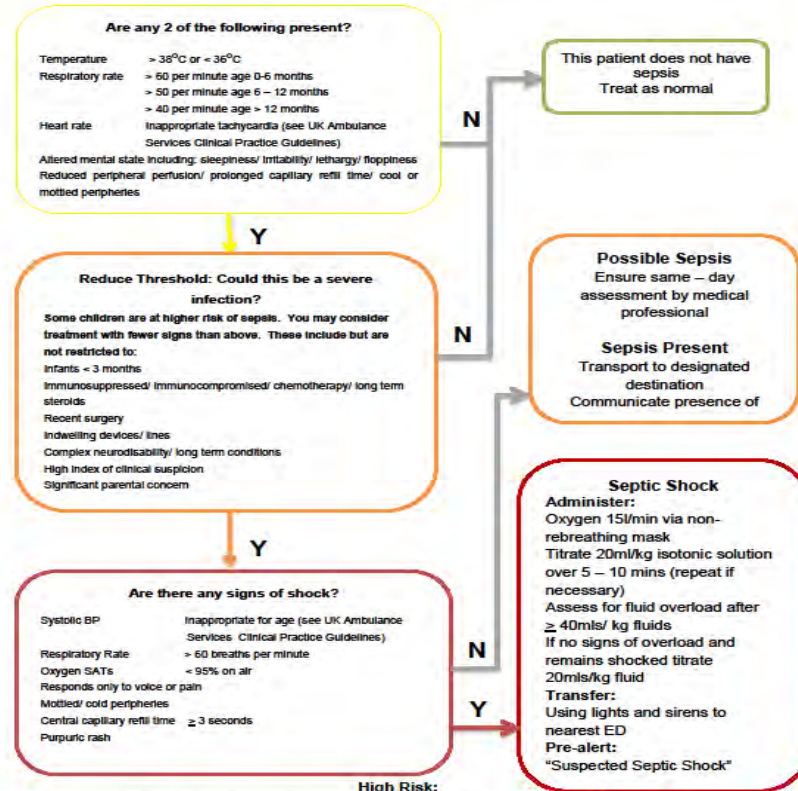 Are any 2 of the following present?
Temperature > 38°C or < 36°C
Respiratory rate > 60 per minute age 0-6 months
> 50 per minute age 6 – 12 months
> 40 per minute age > 12 months
Heart rate Inappropriate tachycardia (see UK Ambulance
Services Clinical Practice Guidelines)
Altered mental state including: sleepiness/ irritability/ lethargy/ floppiness
Reduced peripheral perfusion/ prolonged capillary refill time/ cool or
mottled peripheries
N
This patient does not have
sepsis
Treat as normal
Y
Reduce Threshold: Could this be a severe
infection?
Some children are at higher risk of sepsis. You may consider
treatment with fewer signs than above. These include but are
not restricted to:
Infants < 3 months
Immunosuppressed/ immunocompromised/ chemotherapy/ long term
steroids
Recent surgery
Indwelling devices/ lines
Complex neurodisability/ long term conditions
High index of clinical suspicion
Significant parental concern
N
Possible Sepsis
Ensure same – day
assessment by medical
professional
Sepsis Present
Transport to designated
destination
Communicate presence of
Y
Are there any signs of shock?
Systolic BP Inappropriate for age (see UK Ambulance
Services Clinical Practice Guidelines)
Respiratory Rate > 60 breaths per minute
Oxygen SATs < 95% on air
Responds only to voice or pain
Mottled/ cold peripheries
Central capillary refill time ≥ 3 seconds
Purpuric rash
N
Y
Septic Shock
Administer:
Oxygen 15l/min via non-
rebreathing mask
Titrate 20ml/kg isotonic solution
over 5 – 10 mins (repeat if
necessary)
Assess for fluid overload after
≥ 40mls/ kg fluids
If no signs of overload and
remains shocked titrate
20mls/kg fluid
Transfer:
Using lights and sirens to
nearest ED
Pre-alert:
"Suspected Septic Shock"
High Risk: